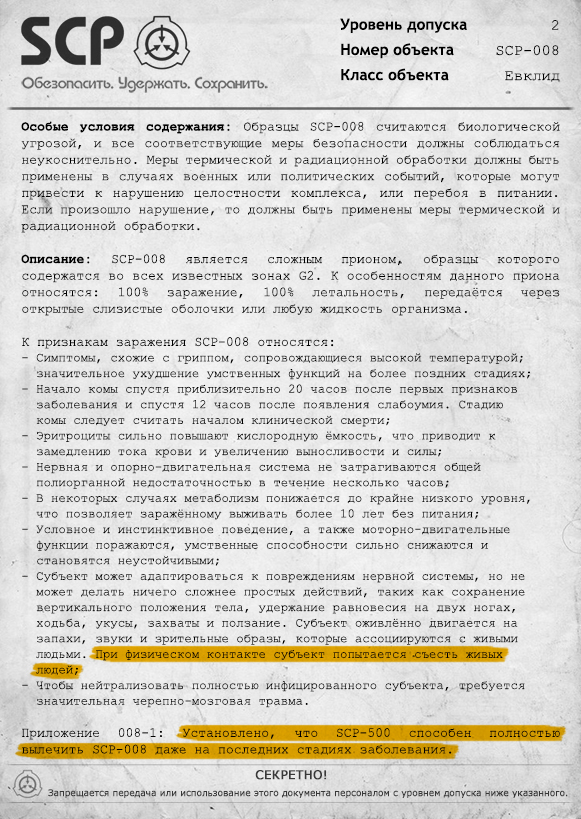 SCP
Обезопасить. Удержать. Сохранить.
Уровень допуска 2
Номер объекта SCP-008
Класс объекта Евклид
Особые условия содержания: Образцы SCP-008 считаются биологической
угрозой, и все соответствующие меры безопасности должны соблюдаться
неукоснительно. Меры термической и радиационной обработки должны быть
применены в случаях военных или политических событий, которые могут
привести к нарушению целостности комплекса, или перебоя в питании.
Если произошло нарушение, то должны быть применены меры термической и
радиационной обработки.
Описание: SCP-008 является сложным прионом, образцы которого
содержатся во всех известных зонах G2. К особенностям данного приона
относятся: 100% заражение, 100% летальность, передаётся через
открытые слизистые оболочки или любую жидкость организма.
К признакам заражения SCP-008 относятся:
- Симптомы, схожие с гриппом, сопровождающиеся высокой температурой;
значительное ухудшение умственных функций на более поздних стадиях;
- Начало комы спустя приблизительно 20 часов после первых признаков
заболевания и спустя 12 часов после появления слабоумия. Стадию
комы следует считать началом клинической смерти;
- Эритроциты сильно повышают кислородную ёмкость, что приводит к
замедлению тока крови и увеличению выносливости и силы;
- Нервная и опорно-двигательная система не затрагиваются общей
полиорганной недостаточностью в течение несколько часов;
- В некоторых случаях метаболизм понижается до крайне низкого уровня,
что позволяет заражённому выживать более 10 лет без питания;
- Условное и инстинктивное поведение, а также моторно-двигательные
функции поражаются, умственные способности сильно снижаются и
становятся неустойчивыми;
- Субъект может адаптироваться к повреждениям нервной системы, но не
может делать ничего сложнее простых действий, таких как сохранение
вертикального положения тела, удержание равновесия на двух ногах,
ходьба, укусы, захваты и ползание. Субъект оживлённо двигается на
запахи, звуки и зрительные образы, которые ассоциируются с живыми
людьми. При физическом контакте субъект попытается съесть живых
людей;
- Чтобы нейтрализовать полностью инфицированного субъекта, требуется
значительная черепно-мозговая травма.
Приложение 008-1: Установлено, что SCP-500 способен полностью
вылечить SCP-008 даже на последних стадиях заболевания.
СЕКРЕТНО!
Запрещается передача или использование этого документа персоналом с уровнем допуска ниже указанного.